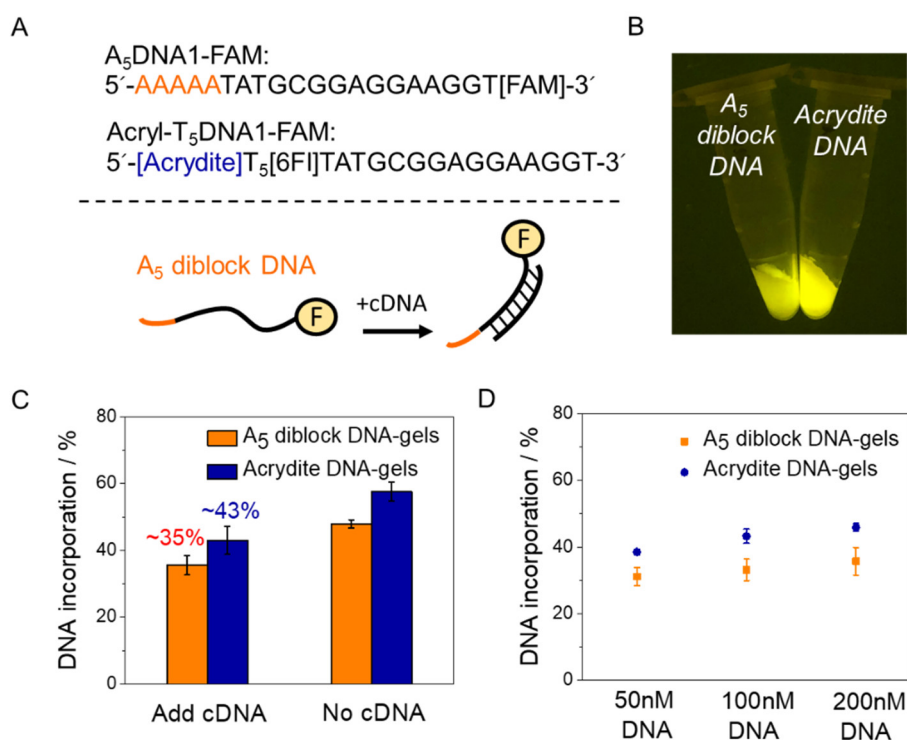 A
A₅DNA1-FAM:
5´-AAAAATATGCGGAGGAAGGT[FAM]-3´
Acryl-T₅DNA1-FAM:
5´-[Acrydite]T₅[6FI]TATGCGGAGGAAGGT-3´
A₅ diblock DNA
F
+cDNA
F
B
A₅
diblock
DNA
Acrydite
DNA
C
DNA incorporation / %
80
60
40
20
0
A₅ diblock DNA-gels
Acrydite DNA-gels
~35%
~43%
Add cDNA
No cDNA
D
DNA incorporation / %
80
60
40
20
0
A₅ diblock DNA-gels
Acrydite DNA-gels
50nM
DNA
100nM
DNA
200nM
DNA